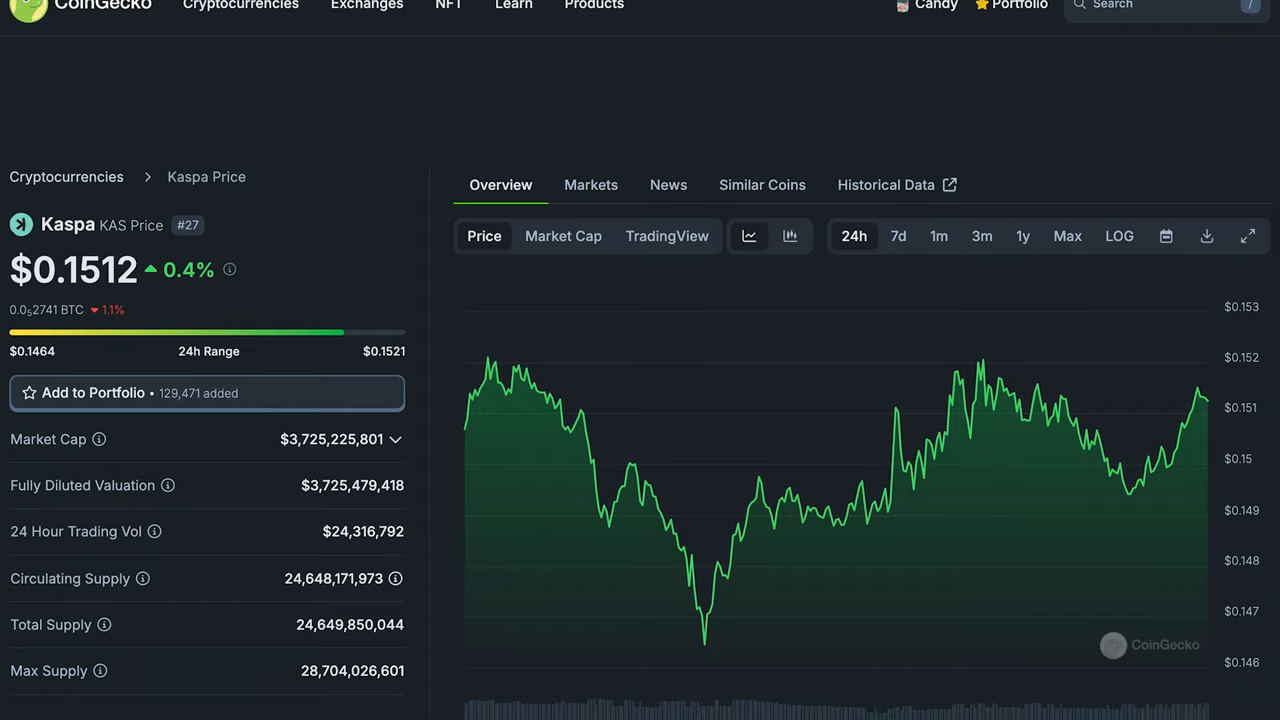 CoinGecko Cryptocurrencies Exchanges NFT Learn Products Candy Portfolio Search /
Cryptocurrencies > Kaspa Price
Kaspa KAS Price #27
$0.1512 0.4%
0.0₅2741 BTC 1.1%
$0.1464 24h Range $0.1521
Add to Portfolio • 129,471 added
Market Cap $3,725,225,801
Fully Diluted Valuation $3,725,479,418
24 Hour Trading Vol $24,316,792
Circulating Supply 24,648,171,973
Total Supply 24,649,850,044
Max Supply 28,704,026,601
Overview Markets News Similar Coins Historical Data
Price Market Cap TradingView 24h 7d 1m 3m 1y Max LOG
$0.153
$0.152
$0.151
$0.15
$0.149
$0.148
$0.147
$0.146
CoinGecko